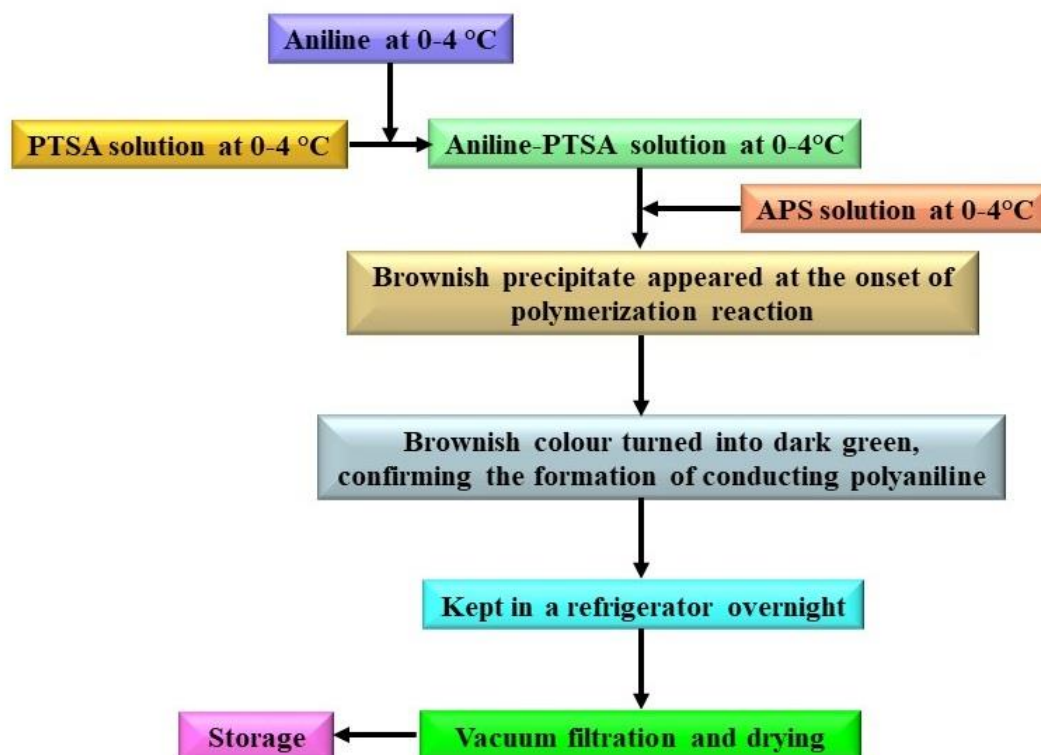 Aniline at 0-4 °C
PTSA solution at 0-4 °C
Aniline-PTSA solution at 0-4°C
APS solution at 0-4°C
Brownish precipitate appeared at the onset of
polymerization reaction
Brownish colour turned into dark green,
confirming the formation of conducting polyaniline
Kept in a refrigerator overnight
Storage
Vacuum filtration and drying